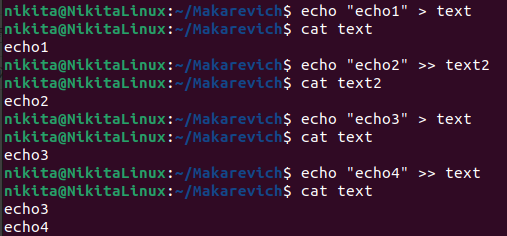 nikita@NikitaLinux:~/Makarevich$ echo "echo1" > text
nikita@NikitaLinux:~/Makarevich$ cat text
echo1
nikita@NikitaLinux:~/Makarevich$ echo "echo2" >> text2
nikita@NikitaLinux:~/Makarevich$ cat text2
echo2
nikita@NikitaLinux:~/Makarevich$ echo "echo3" > text
nikita@NikitaLinux:~/Makarevich$ cat text
echo3
nikita@NikitaLinux:~/Makarevich$ echo "echo4" >> text
nikita@NikitaLinux:~/Makarevich$ cat text
echo3
echo4